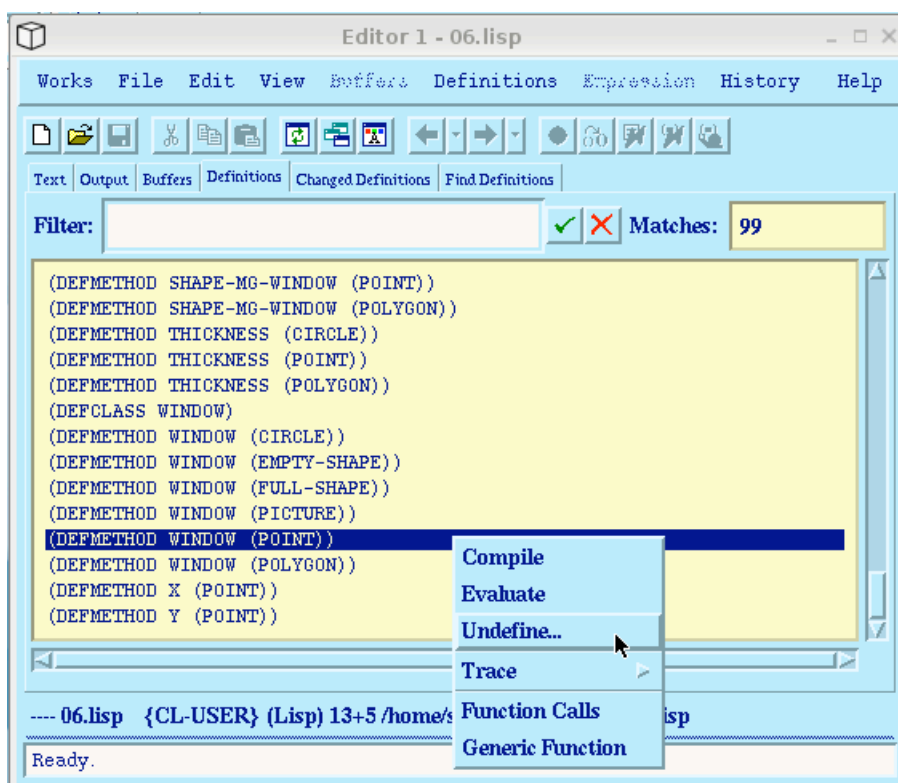 Editor 1 - 06.lisp
Works File Edit View Buffers Definitions Expression History Help
Text Output Buffers Definitions Changed Definitions Find Definitions
Filter: Matches: 99
(DEFMETHOD SHAPE-MG-WINDOW (POINT))
(DEFMETHOD SHAPE-MG-WINDOW (POLYGON))
(DEFMETHOD THICKNESS (CIRCLE))
(DEFMETHOD THICKNESS (POINT))
(DEFMETHOD THICKNESS (POLYGON))
(DEFCLASS WINDOW)
(DEFMETHOD WINDOW (CIRCLE))
(DEFMETHOD WINDOW (EMPTY-SHAPE))
(DEFMETHOD WINDOW (FULL-SHAPE))
(DEFMETHOD WINDOW (PICTURE))
(DEFMETHOD WINDOW (POINT))
(DEFMETHOD WINDOW (POLYGON))
(DEFMETHOD X (POINT))
(DEFMETHOD Y (POINT))
Compile
Evaluate
Undefine...
Trace
Function Calls
Generic Function
---- 06.lisp {CL-USER} (Lisp) 13+5 /home/s isp
Ready.